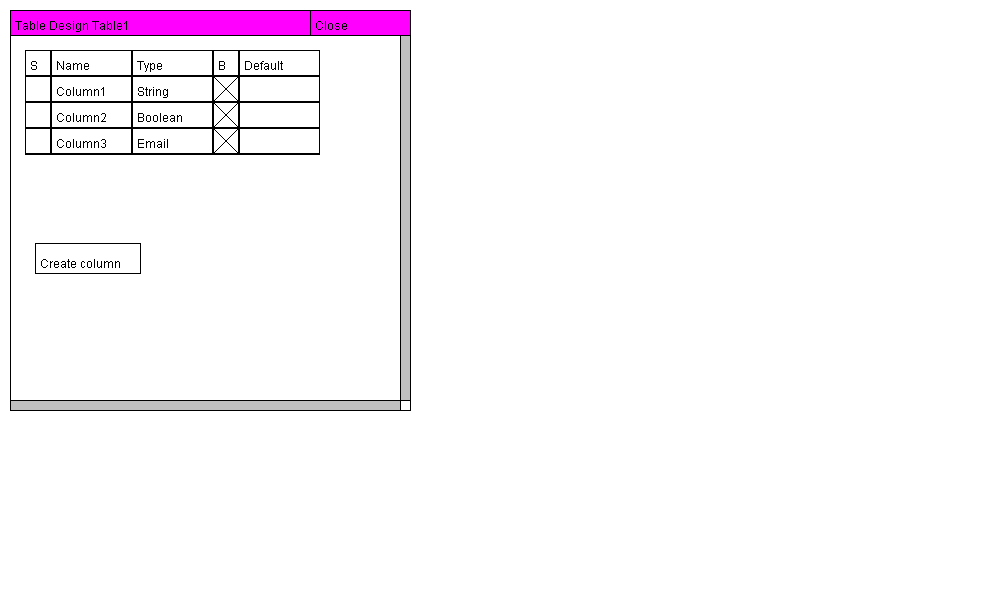 Table Design Table1 Close
S Name Type B Default
Column1 String
Column2 Boolean
Column3 Email
Create column